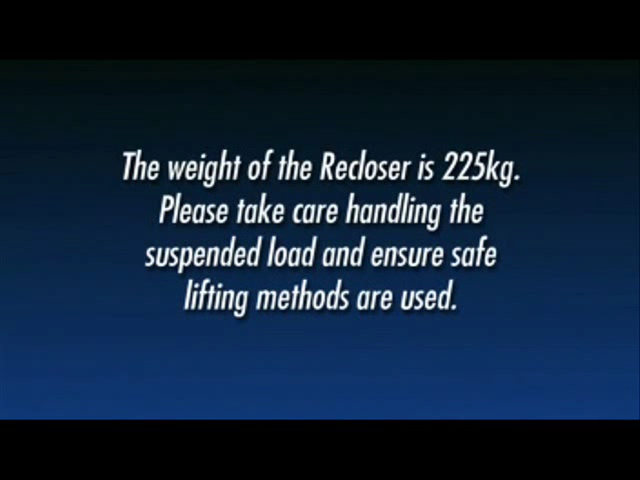 The weight of the Recloser is 225kg.
Please take care handling the
suspended load and ensure safe
lifting methods are used.